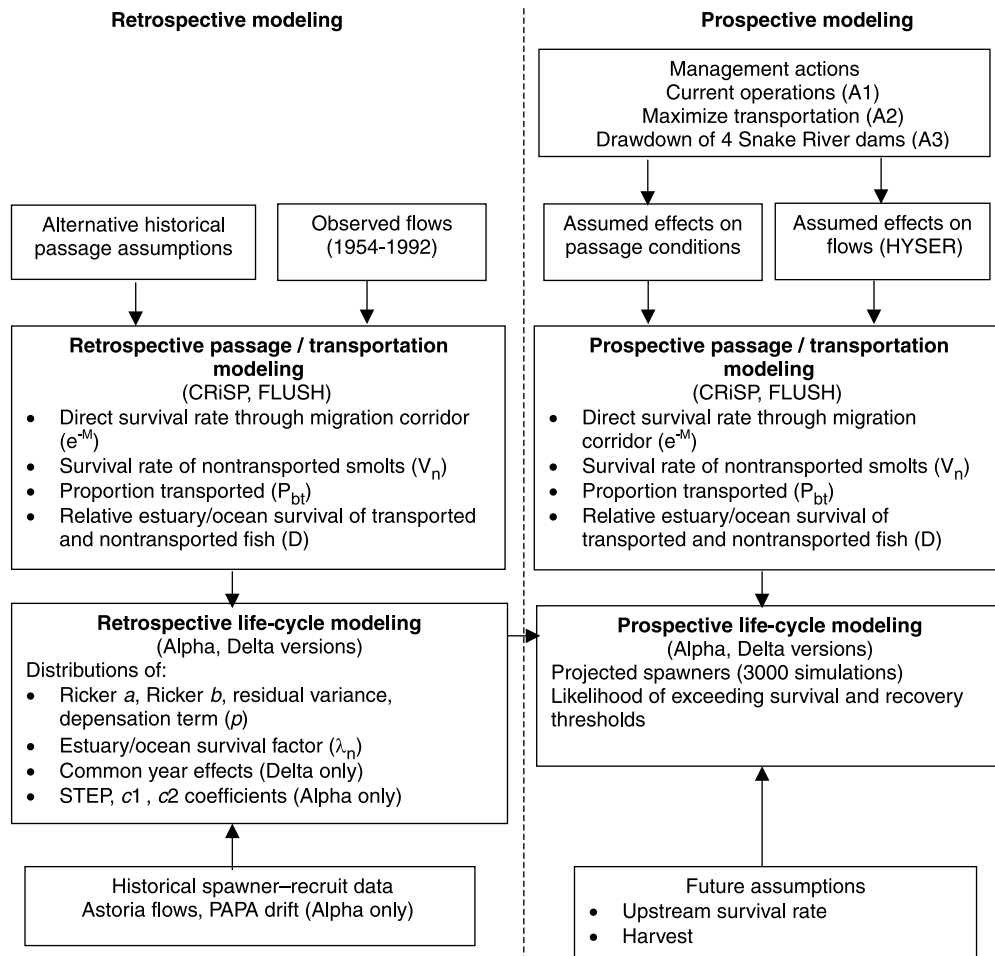 Retrospective modeling
Alternative historical
passage assumptions
Observed flows
(1954-1992)
Retrospective passage / transportation
modeling
(CRiSP, FLUSH)
• Direct survival rate through migration corridor
(e-M)
• Survival rate of nontransported smolts (Vn)
• Proportion transported (Pbt)
• Relative estuary/ocean survival of transported
and nontransported fish (D)
Retrospective life-cycle modeling
(Alpha, Delta versions)
Distributions of:
• Ricker a, Ricker b, residual variance,
depensation term (p)
• Estuary/ocean survival factor (λn)
• Common year effects (Delta only)
• STEP, c1 , c2 coefficients (Alpha only)
Historical spawner–recruit data
Astoria flows, PAPA drift (Alpha only)
Prospective modeling
Management actions
Current operations (A1)
Maximize transportation (A2)
Drawdown of 4 Snake River dams (A3)
Assumed effects on
passage conditions
Assumed effects on
flows (HYSER)
Prospective passage / transportation
modeling
(CRiSP, FLUSH)
• Direct survival rate through migration
corridor (e-M)
• Survival rate of nontransported smolts (Vn)
• Proportion transported (Pbt)
• Relative estuary/ocean survival of
transported and nontransported fish (D)
Prospective life-cycle modeling
(Alpha, Delta versions)
Projected spawners (3000 simulations)
Likelihood of exceeding survival and recovery
thresholds
Future assumptions
• Upstream survival rate
• Harvest